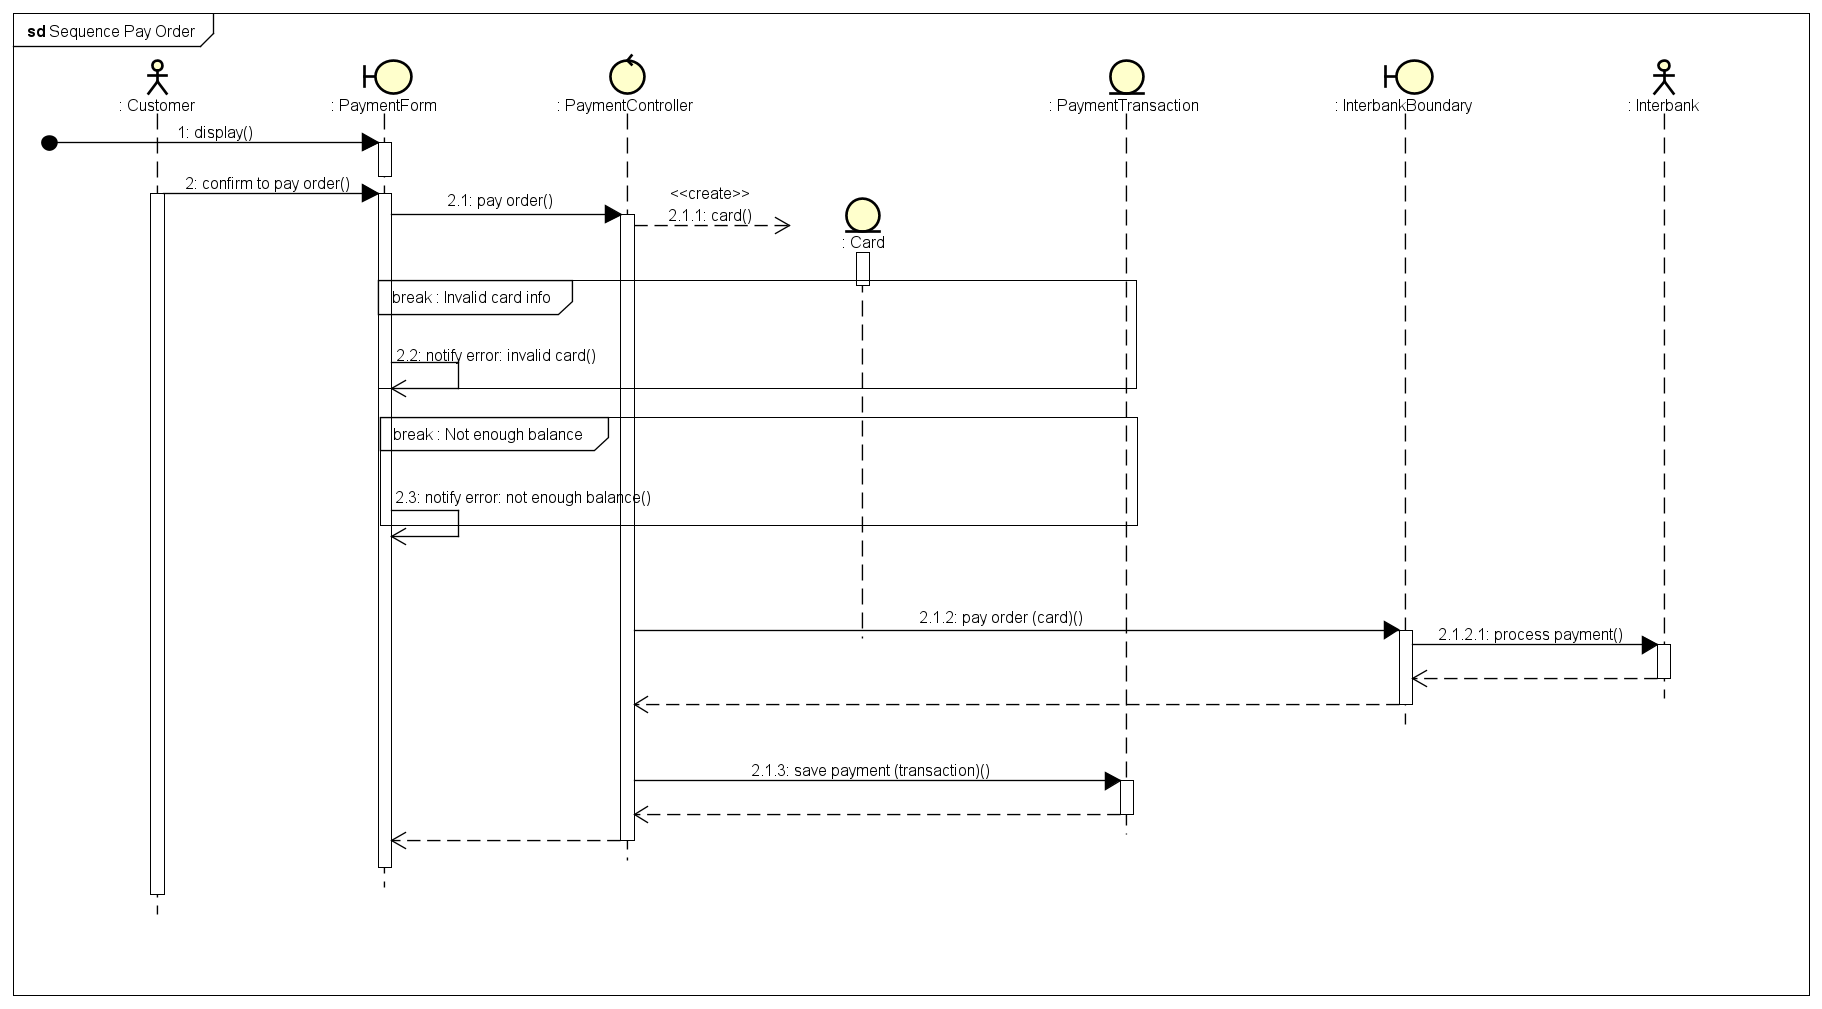 sd Sequence Pay Order
: Customer
: PaymentForm
: PaymentController
: PaymentTransaction
: InterbankBoundary
: Interbank
1: display()
2: confirm to pay order()
2.1: pay order()
<<create>>
2.1.1: card()
: Card
break : Invalid card info
2.2: notify error: invalid card()
break : Not enough balance
2.3: notify error: not enough balance()
2.1.2: pay order (card)()
2.1.2.1: process payment()
2.1.3: save payment (transaction)()